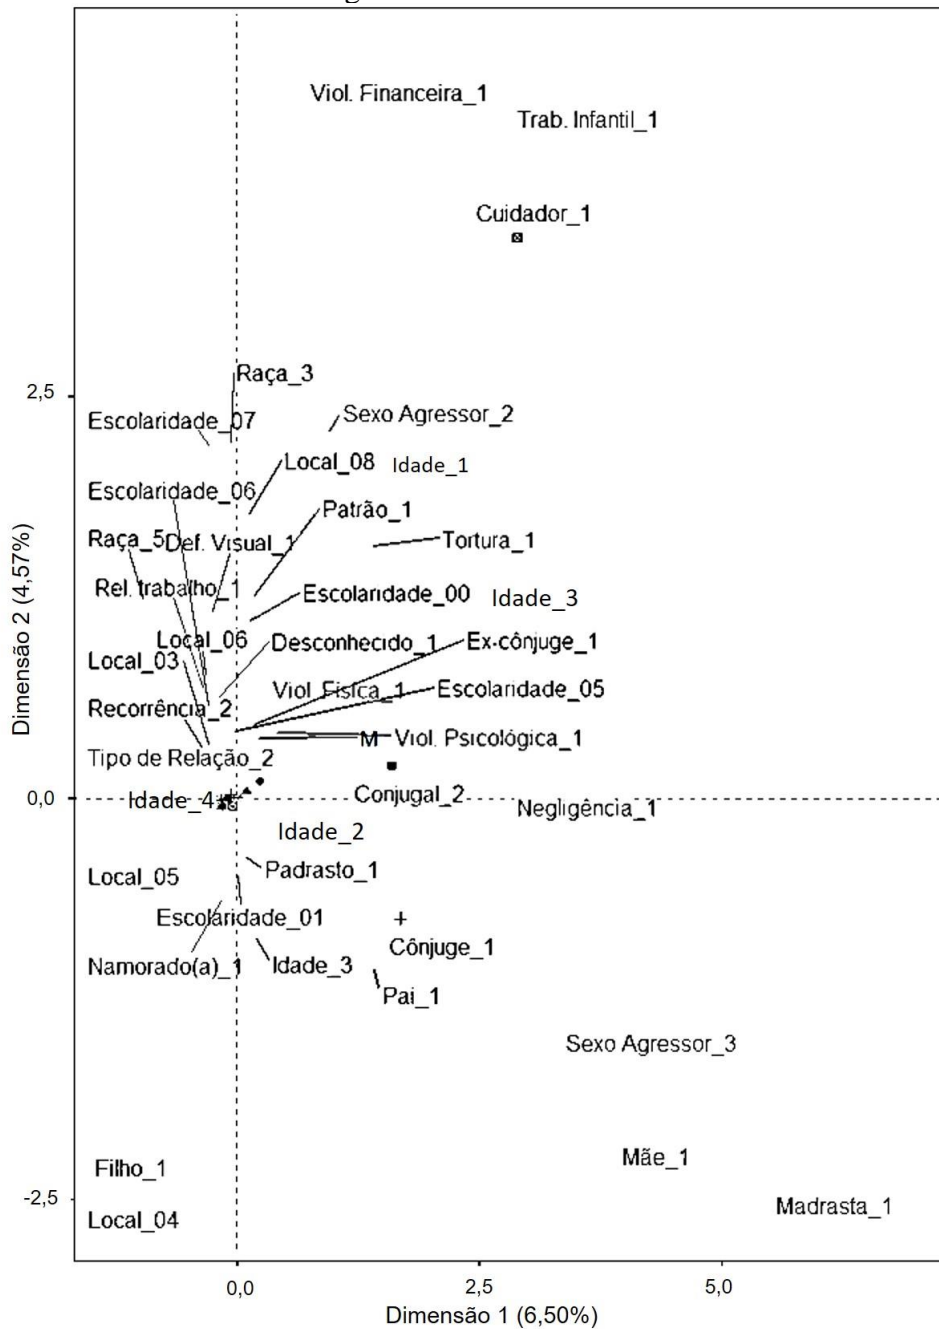 Viol. Financeira_1
Trab. Infantil_1
Cuidador_1
Raça_3
2,5
Escolaridade_07
Sexo Agressor_2
Local_08
Idade_1
Escolaridade_06
Patrão_1
Raça_5
Def. Visual_1
Tortura_1
Rel. trabalho_1
Escolaridade_00
Idade_3
Local_06
Desconhecido_1
Ex-cônjuge_1
Local_03
Viol. Física_1
Escolaridade_05
Recorrência_2
M
Viol. Psicológica_1
Tipo de Relação_2
0,0
Idade_4
Conjugal_2
Negligência_1
Idade_2
Padrasto_1
Local_05
Escolaridade_01
Cônjuge_1
Namorado(a)_1
Idade_3
Pai_1
Sexo Agressor_3
Filho_1
Mãe_1
-2,5
Madrasta_1
Local_04
0,0
2,5
5,0
Dimensão 1 (6,50%)
Dimensão 2 (4,57%)